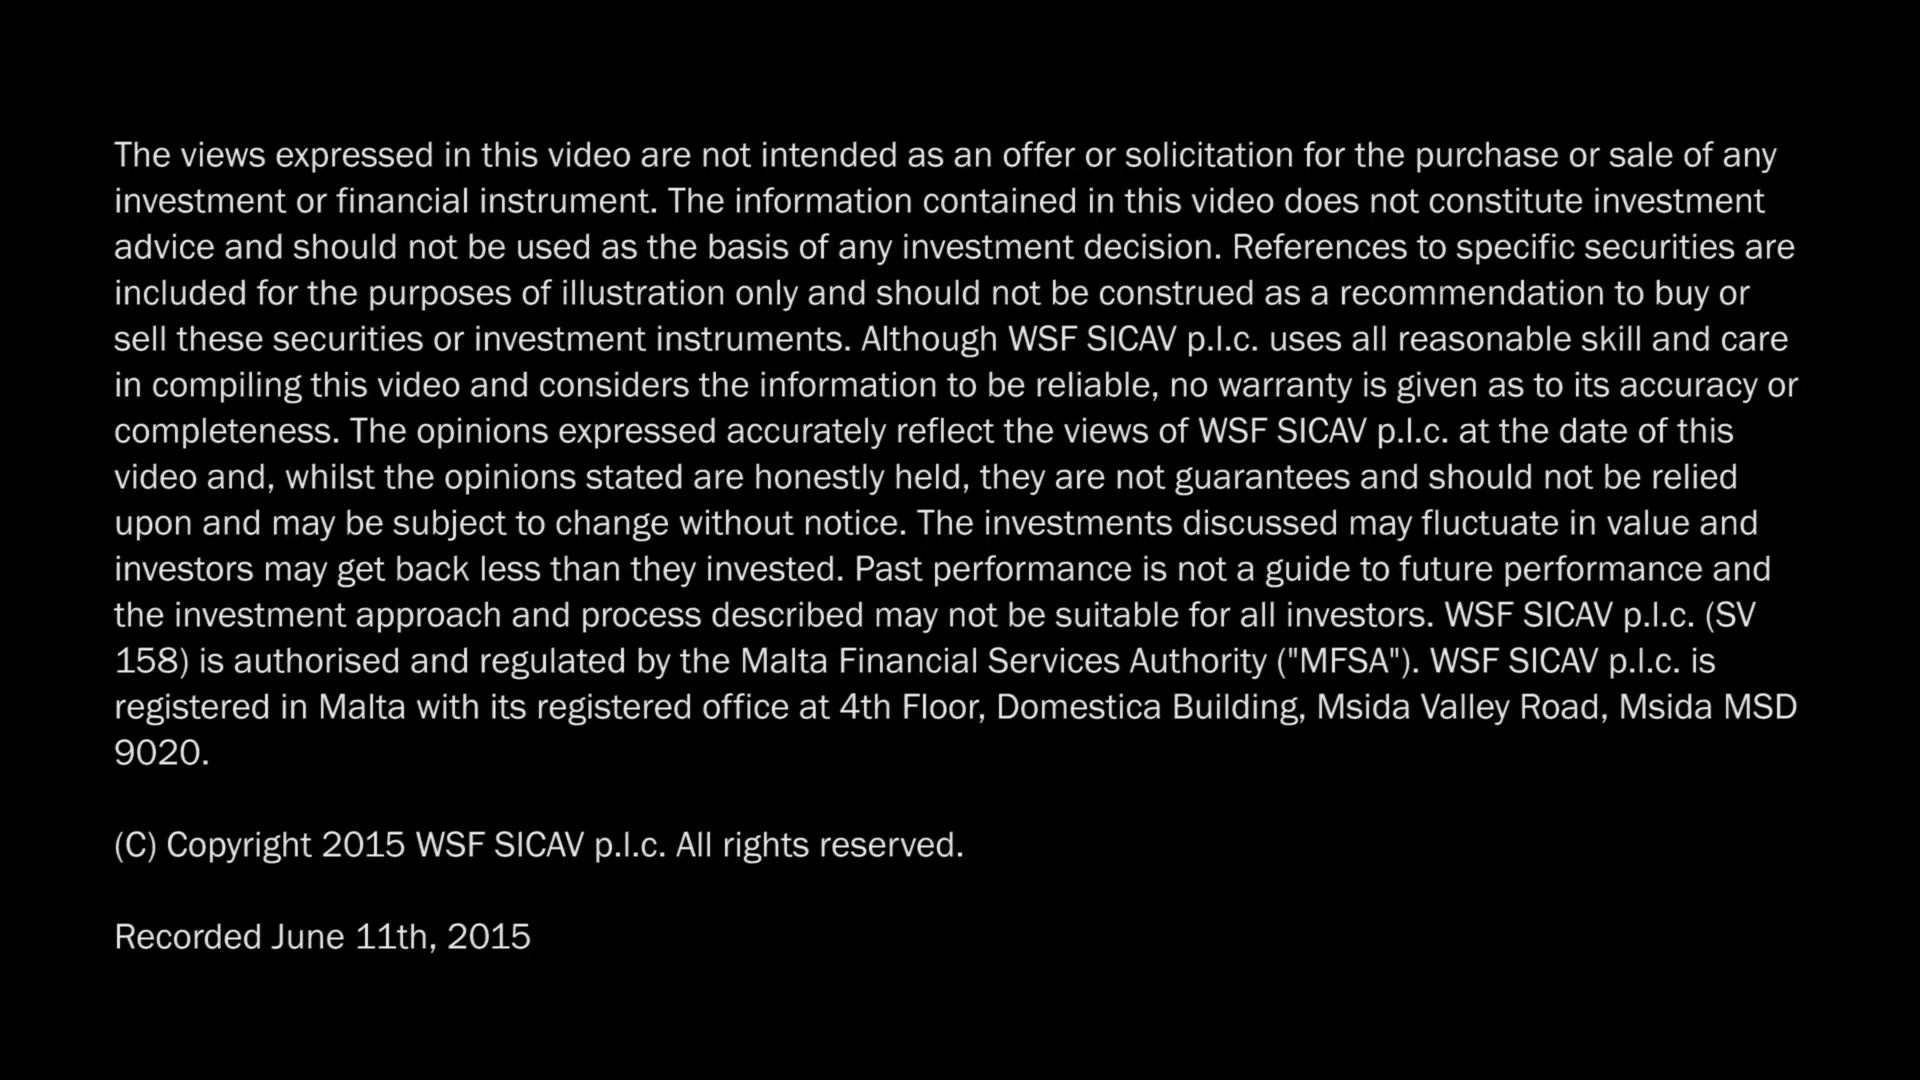 The views expressed in this video are not intended as an offer or solicitation for the purchase or sale of any
investment or financial instrument. The information contained in this video does not constitute investment
advice and should not be used as the basis of any investment decision. References to specific securities are
included for the purposes of illustration only and should not be construed as a recommendation to buy or
sell these securities or investment instruments. Although WSF SICAV p.l.c. uses all reasonable skill and care
in compiling this video and considers the information to be reliable, no warranty is given as to its accuracy or
completeness. The opinions expressed accurately reflect the views of WSF SICAV p.l.c. at the date of this
video and, whilst the opinions stated are honestly held, they are not guarantees and should not be relied
upon and may be subject to change without notice. The investments discussed may fluctuate in value and
investors may get back less than they invested. Past performance is not a guide to future performance and
the investment approach and process described may not be suitable for all investors. WSF SICAV p.l.c. (SV
158) is authorised and regulated by the Malta Financial Services Authority ("MFSA"). WSF SICAV p.l.c. is
registered in Malta with its registered office at 4th Floor, Domestica Building, Msida Valley Road, Msida MSD
9020.
(C) Copyright 2015 WSF SICAV p.l.c. All rights reserved.
Recorded June 11th, 2015